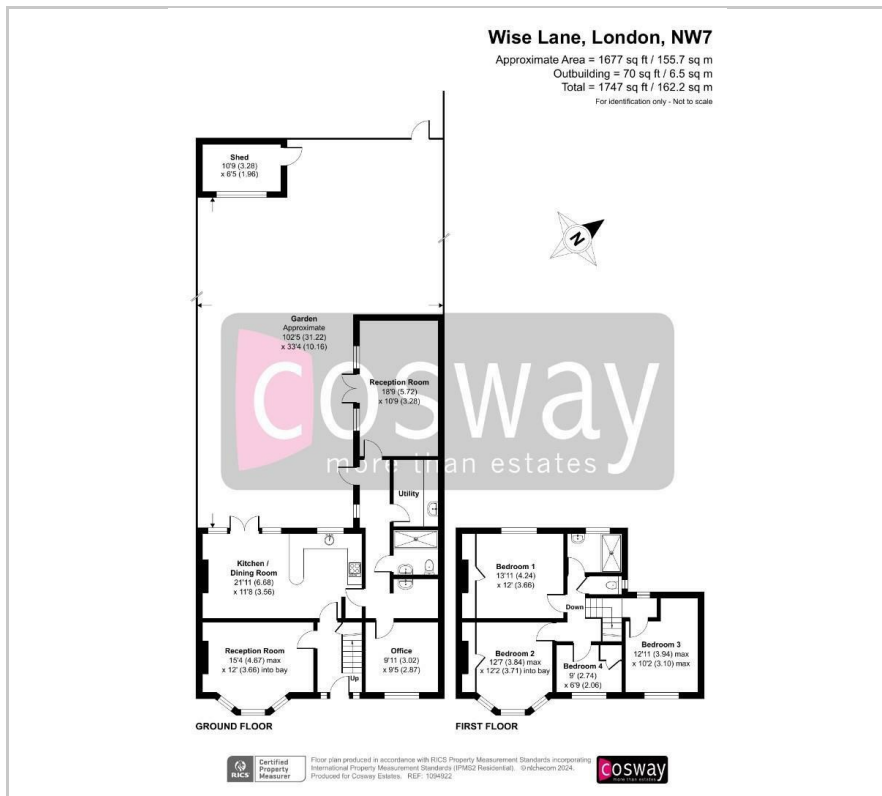 Wise Lane, London, NW7
Approximate Area = 1677 sq ft / 155.7 sq m
Outbuilding = 70 sq ft / 6.5 sq m
Total = 1747 sq ft / 162.2 sq m
For identification only - Not to scale
Shed
10'9 (3.28)
x 6'5 (1.96)
N
Garden
Approximate
102'5 (31.22)
x 33'4 (10.16)
Reception Room
18'9 (5.72)
x 10'9 (3.28)
cosway
more than estates
Utility
Kitchen /
Dining Room
21'11 (6.68)
x 11'8 (3.56)
Reception Room
15'4 (4.67) max
x 12' (3.66) into bay
Up
Office
9'11 (3.02)
x 9'5 (2.87)
GROUND FLOOR
Bedroom 1
13'11 (4.24)
x 12' (3.66)
Down
Bedroom 2
12'7 (3.84) max
x 12'2 (3.71) into bay
Bedroom 4
9' (2.74)
x 6'9 (2.06)
Bedroom 3
12'11 (3.94) max
x 10'2 (3.10) max
FIRST FLOOR
RICS
Certified
Property
Measurer
Floor plan produced in accordance with RICS Property Measurement Standards incorporating
International Property Measurement Standards (IPMS2 Residential). ©nichecom 2024.
Produced for Cosway Estates. REF: 1094922
cosway
more than estates